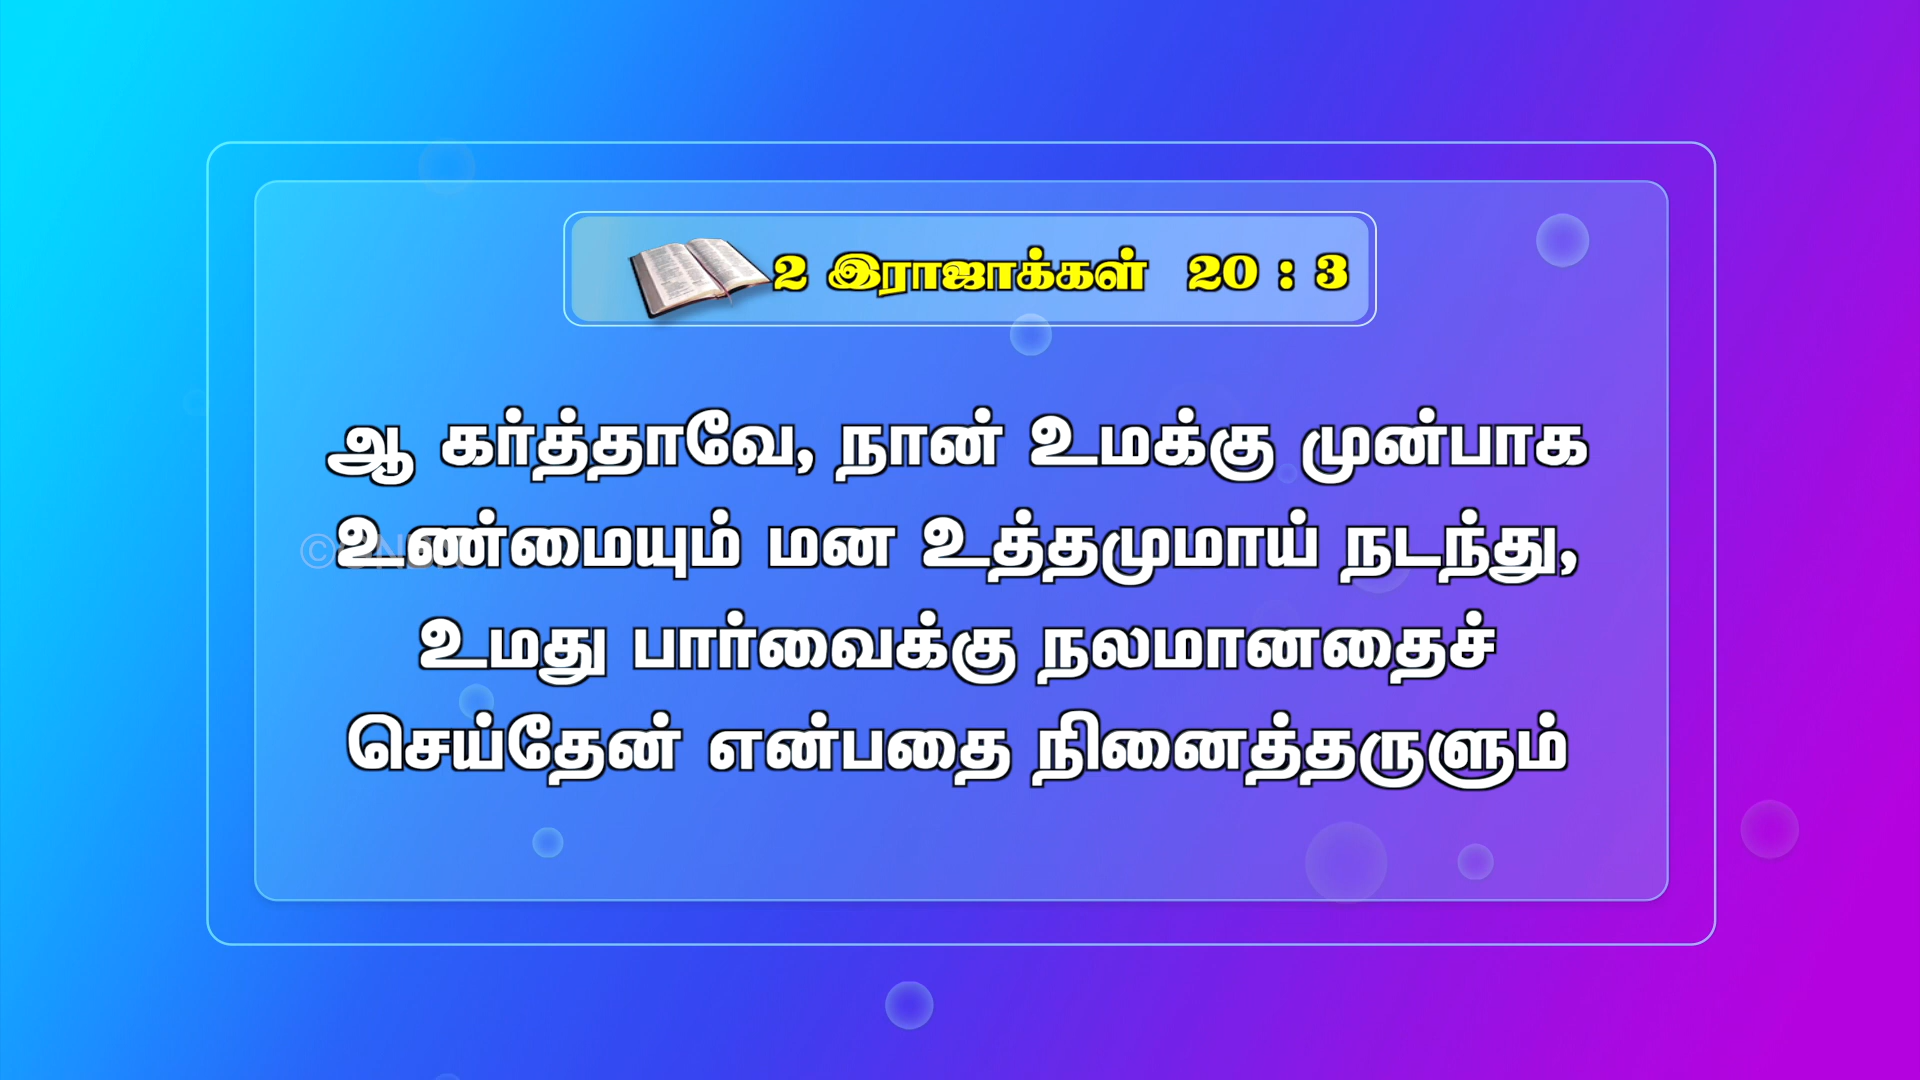 2 இராஜாக்கள் 20 : 3
ஆ கர்த்தாவே, நான் உமக்கு முன்பாக
உண்மையும் மன உத்தமுமாய் நடந்து,
உமது பார்வைக்கு நலமானதைச்
செய்தேன் என்பதை நினைத்தருளும்